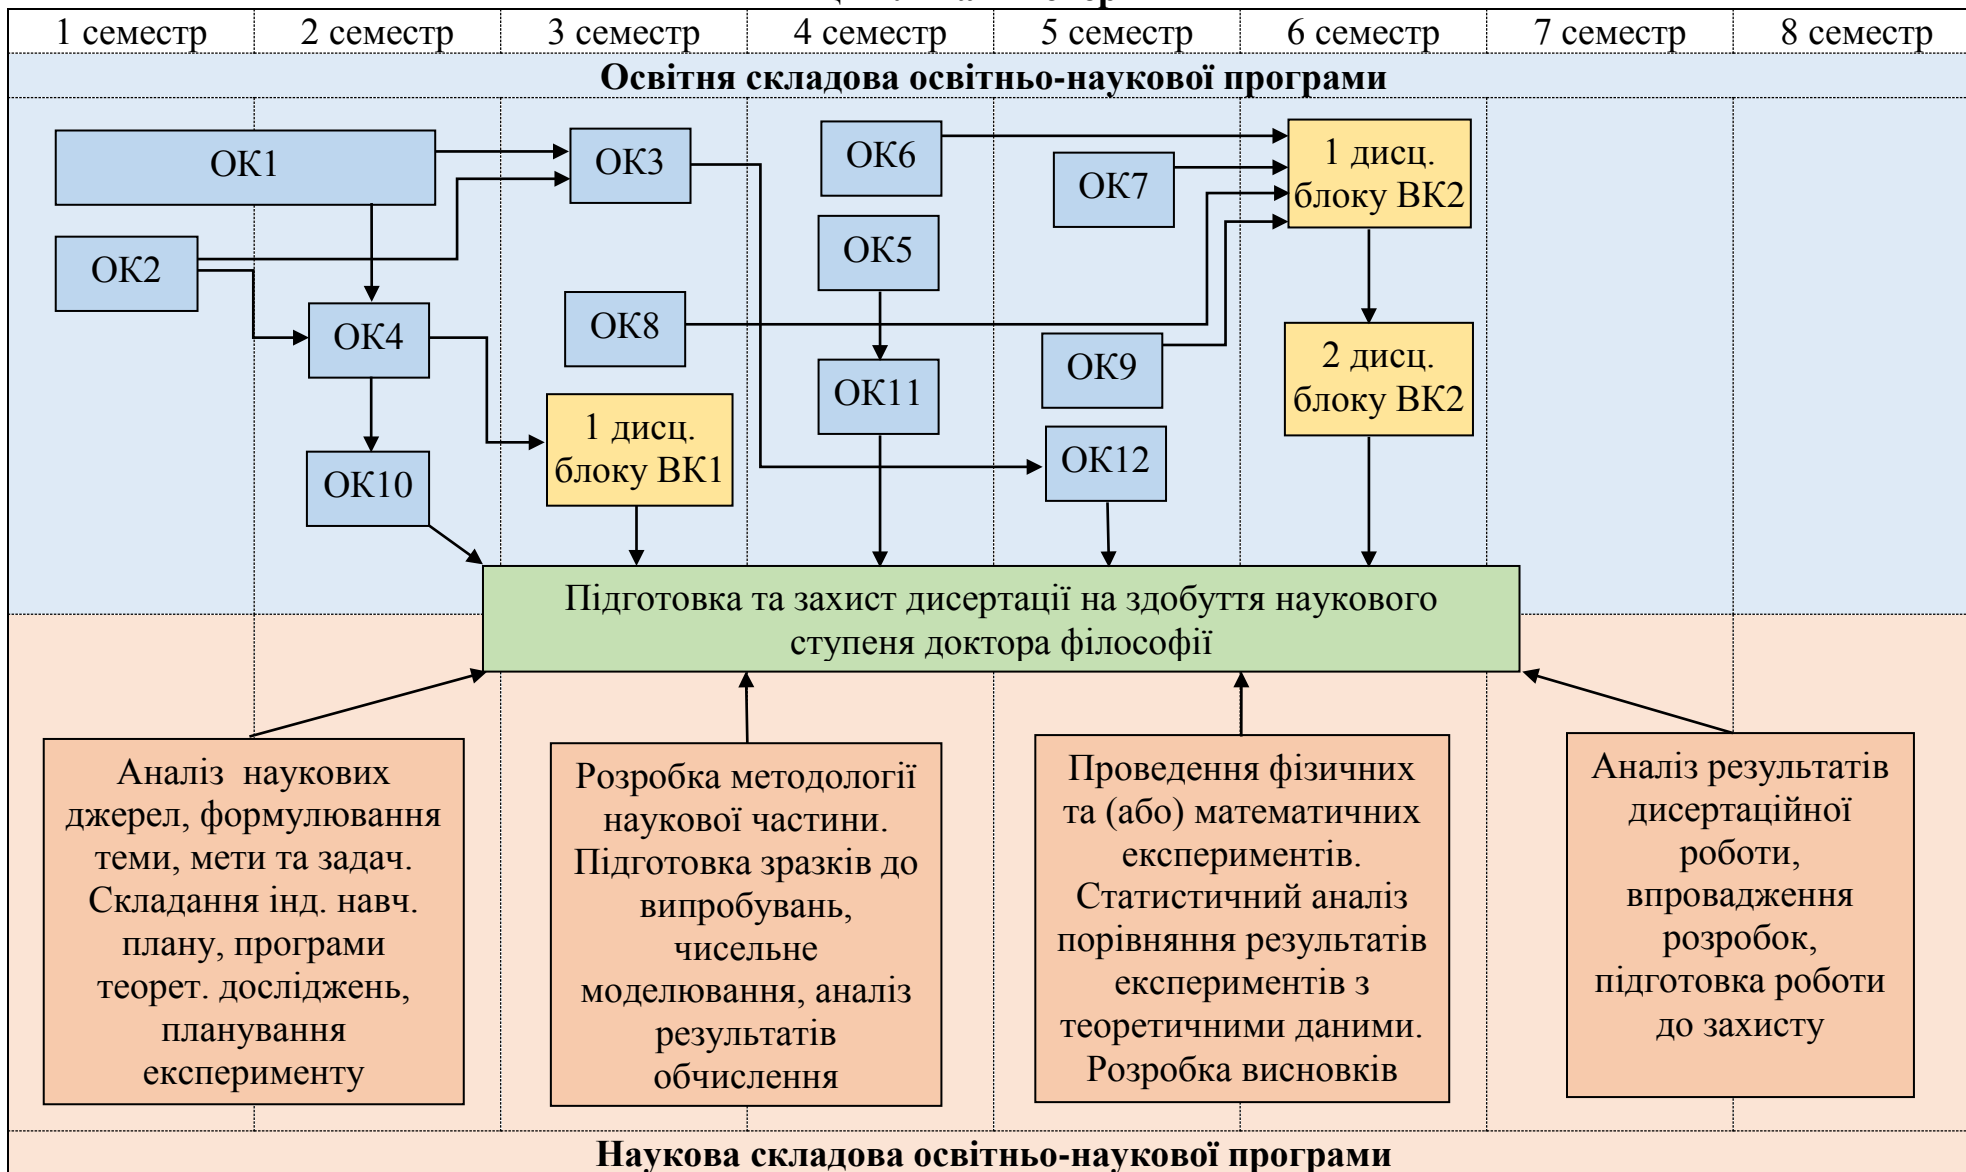 1 семестр
2 семестр
3 семестр
4 семестр
5 семестр
6 семестр
7 семестр
8 семестр
Освітня складова освітньо-наукової програми
ОК1
ОК2
ОК3
ОК4
ОК10
1 дисц.
блоку ВК1
ОК8
ОК6
ОК5
ОК11
ОК7
ОК9
ОК12
1 дисц.
блоку ВК2
2 дисц.
блоку ВК2
Підготовка та захист дисертації на здобуття наукового
ступеня доктора філософії
Аналіз наукових
джерел, формулювання
теми, мети та задач.
Складання інд. навч.
плану, програми
теорет. досліджень,
планування
експерименту
Розробка методології
наукової частини.
Підготовка зразків до
випробувань,
чисельне
моделювання, аналіз
результатів
обчислення
Проведення фізичних
та (або) математичних
експериментів.
Статистичний аналіз
порівняння результатів
експериментів з
теоретичними даними.
Розробка висновків
Аналіз результатів
дисертаційної
роботи,
впровадження
розробок,
підготовка роботи
до захисту
Наукова складова освітньо-наукової програми